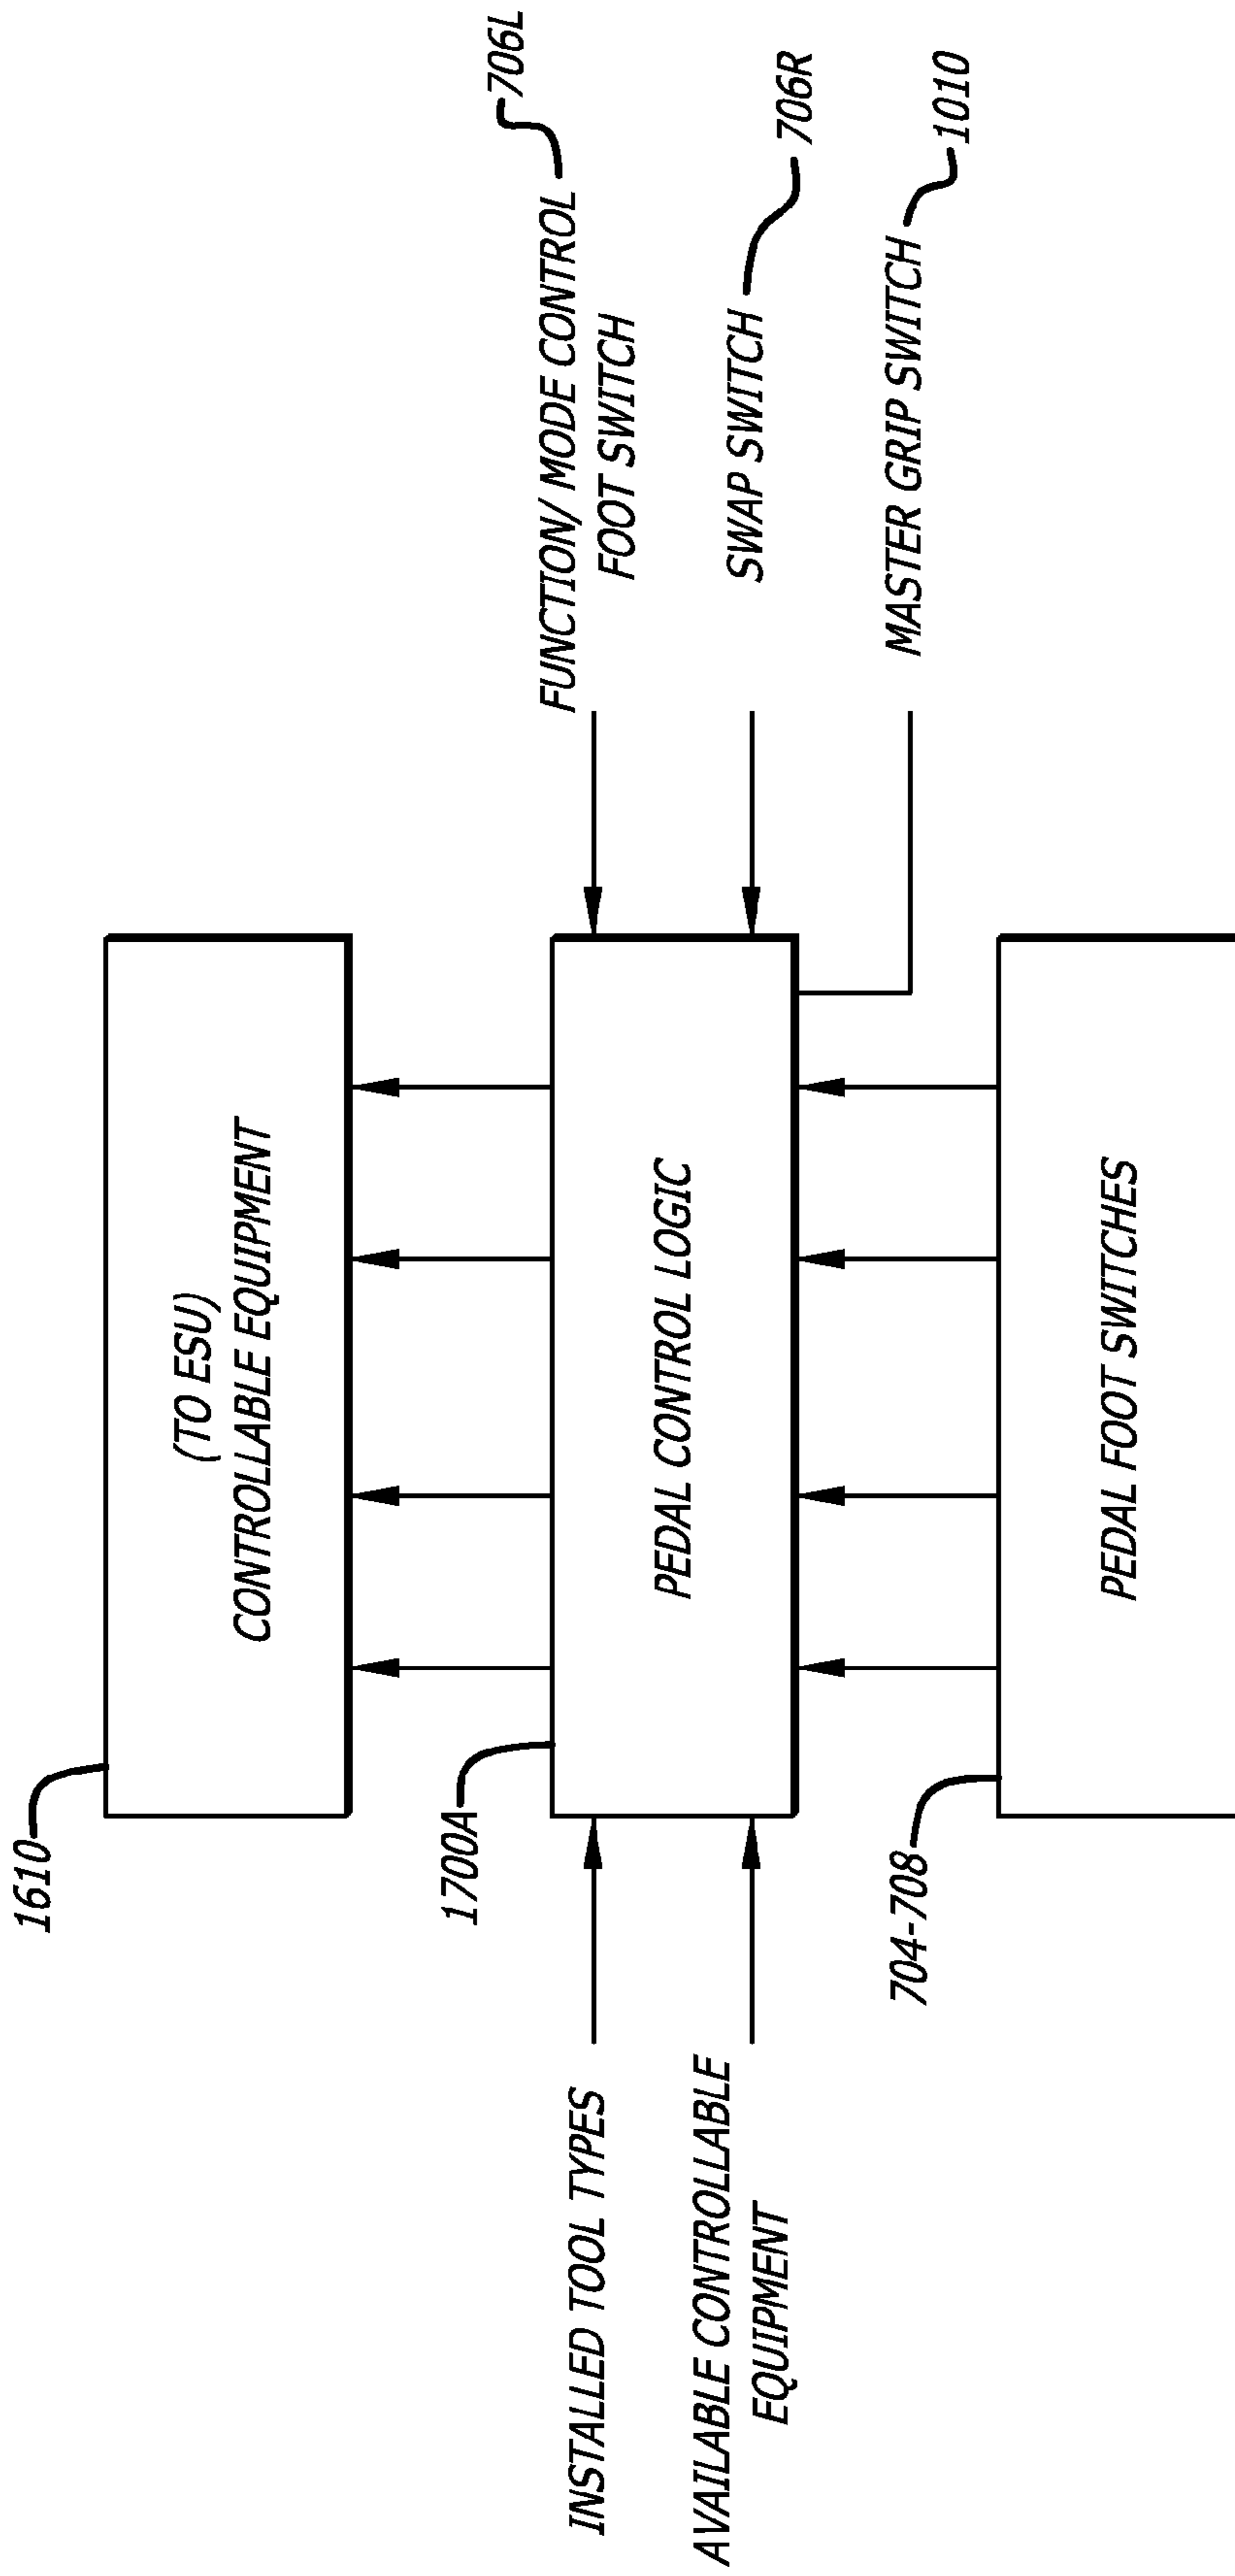 1610
(TO ESU)
CONTROLLABLE EQUIPMENT
706L
FUNCTION/ MODE CONTROL
FOOT SWITCH
1700A
INSTALLED TOOL TYPES
PEDAL CONTROL LOGIC
SWAP SWITCH
706R
AVAILABLE CONTROLLABLE
EQUIPMENT
MASTER GRIP SWITCH
1010
704-708
PEDAL FOOT SWITCHES